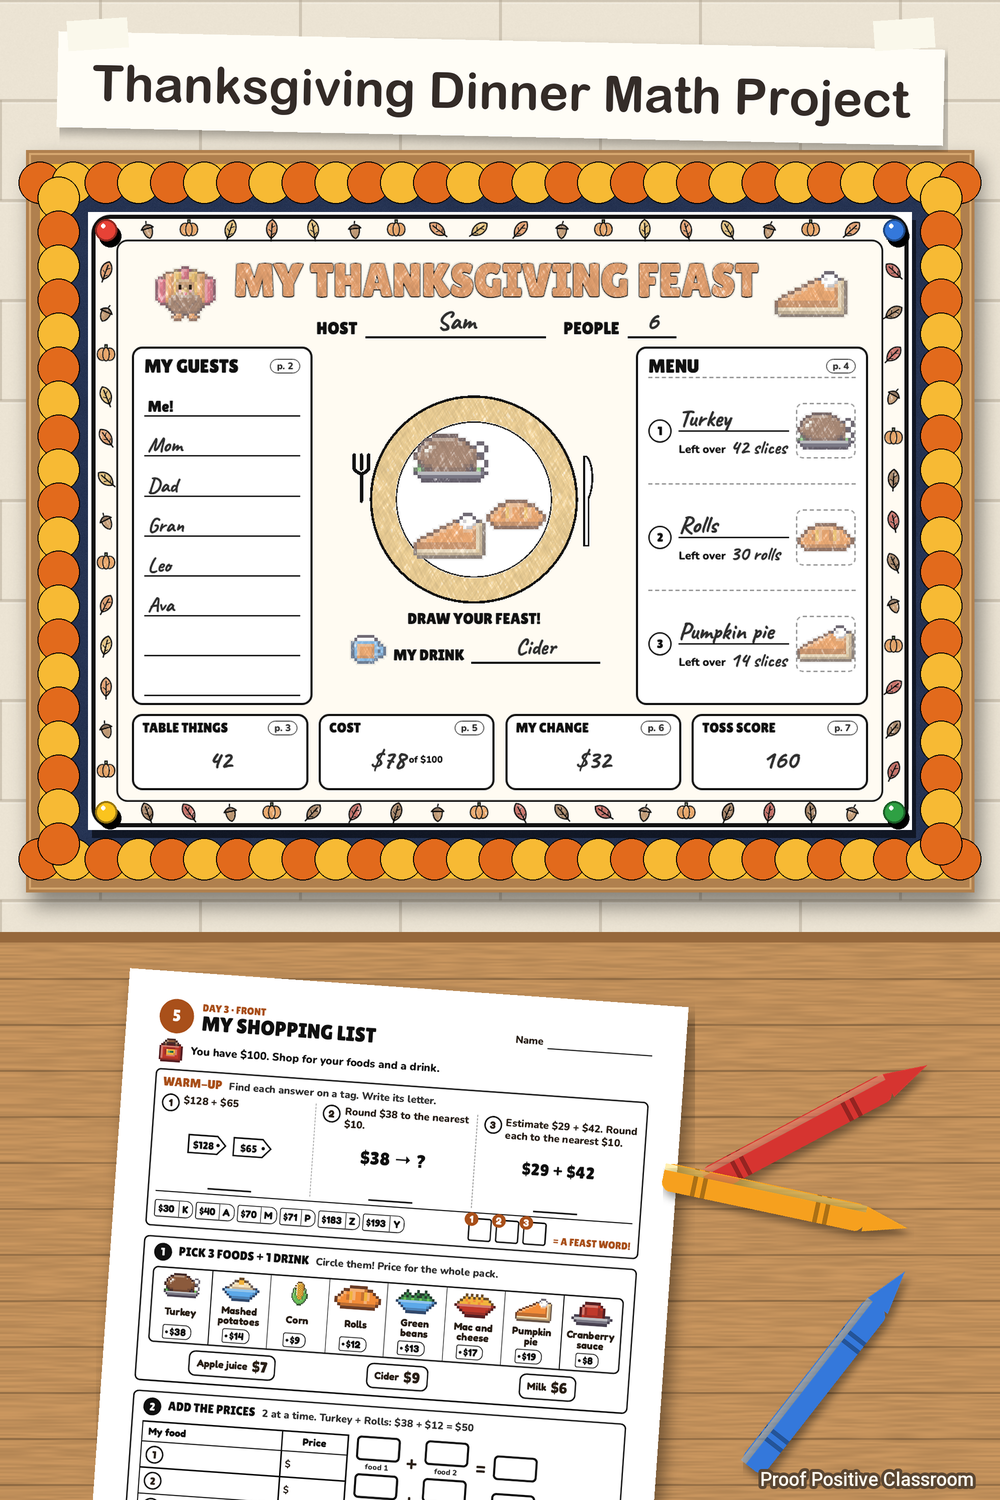 Thanksgiving Dinner Math Project
MY THANKSGIVING FEAST
HOST Sam PEOPLE 6
MY GUESTS p. 2
Me!
Mom
Dad
Gran
Leo
Ava
DRAW YOUR FEAST!
MY DRINK Cider
MENU p. 4
1 Turkey
Left over 42 slices
2 Rolls
Left over 30 rolls
3 Pumpkin pie
Left over 14 slices
TABLE THINGS p. 3
42
COST p. 5
$78 of $100
MY CHANGE p. 6
$32
TOSS SCORE p. 7
160
5 DAY 3 · FRONT
MY SHOPPING LIST
Name
You have $100. Shop for your foods and a drink.
WARM-UP Find each answer on a tag. Write its letter.
1 $128 + $65
$128 $65
2 Round $38 to the nearest
$10.
$38 → ?
3 Estimate $29 + $42. Round
each to the nearest $10.
$29 + $42
$30 K $40 A $70 M $71 P $183 Z $193 Y
1 2 3 = A FEAST WORD!
1 PICK 3 FOODS + 1 DRINK Circle them! Price for the whole pack.
Turkey
$38
Mashed
potatoes
$14
Corn
$9
Rolls
$12
Green
beans
$13
Mac and
cheese
$17
Pumpkin
pie
$19
Cranberry
sauce
$8
Apple juice $7
Cider $9
Milk $6
2 ADD THE PRICES 2 at a time. Turkey + Rolls: $38 + $12 = $50
My food Price
1 $
2 $
food 1 + food 2 =
Proof Positive Classroom